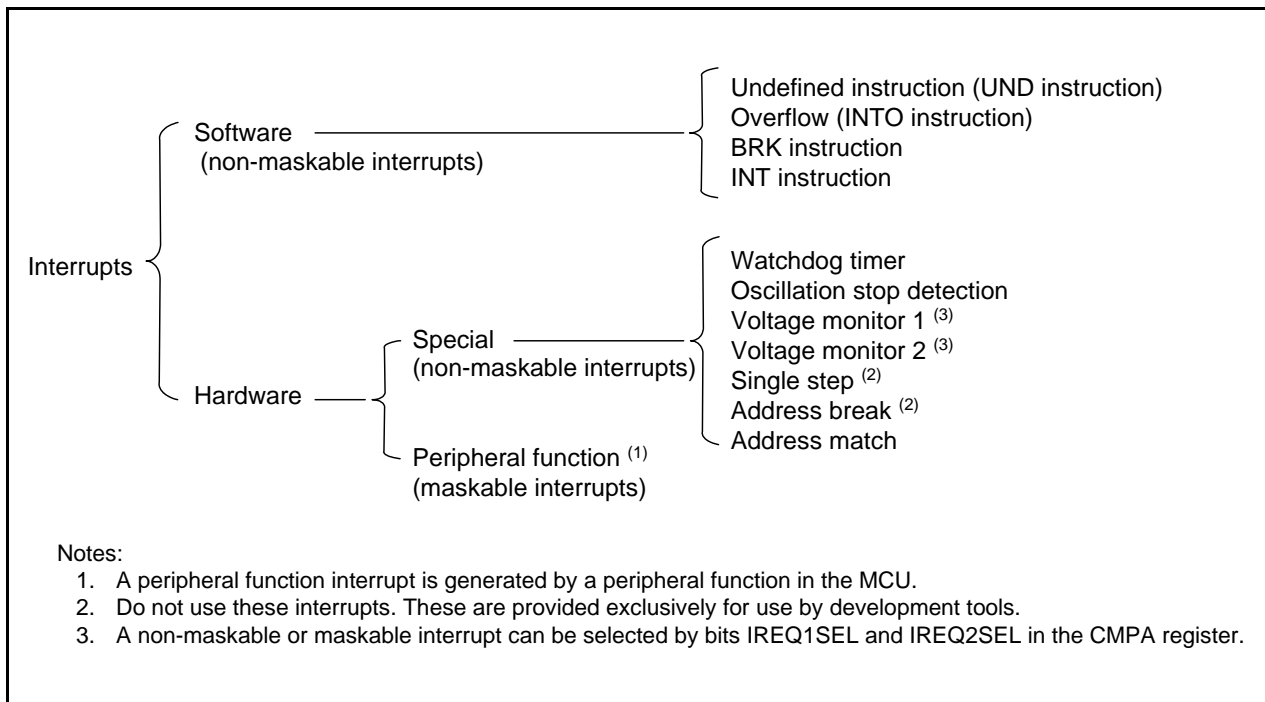 Interrupts
Software
(non-maskable interrupts)
Undefined instruction (UND instruction)
Overflow (INTO instruction)
BRK instruction
INT instruction
Hardware
Special
(non-maskable interrupts)
Watchdog timer
Oscillation stop detection
Voltage monitor 1 (3)
Voltage monitor 2 (3)
Single step (2)
Address break (2)
Address match
Peripheral function (1)
(maskable interrupts)
Notes:
1. A peripheral function interrupt is generated by a peripheral function in the MCU.
2. Do not use these interrupts. These are provided exclusively for use by development tools.
3. A non-maskable or maskable interrupt can be selected by bits IREQ1SEL and IREQ2SEL in the CMPA register.